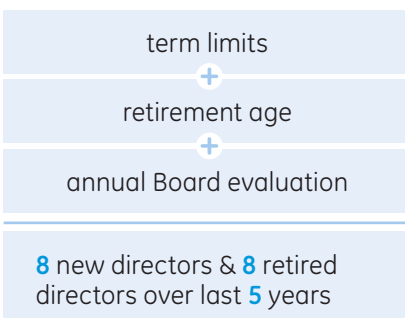 term limits
+
retirement age
+
annual Board evaluation
8 new directors & 8 retired
directors over last 5 years